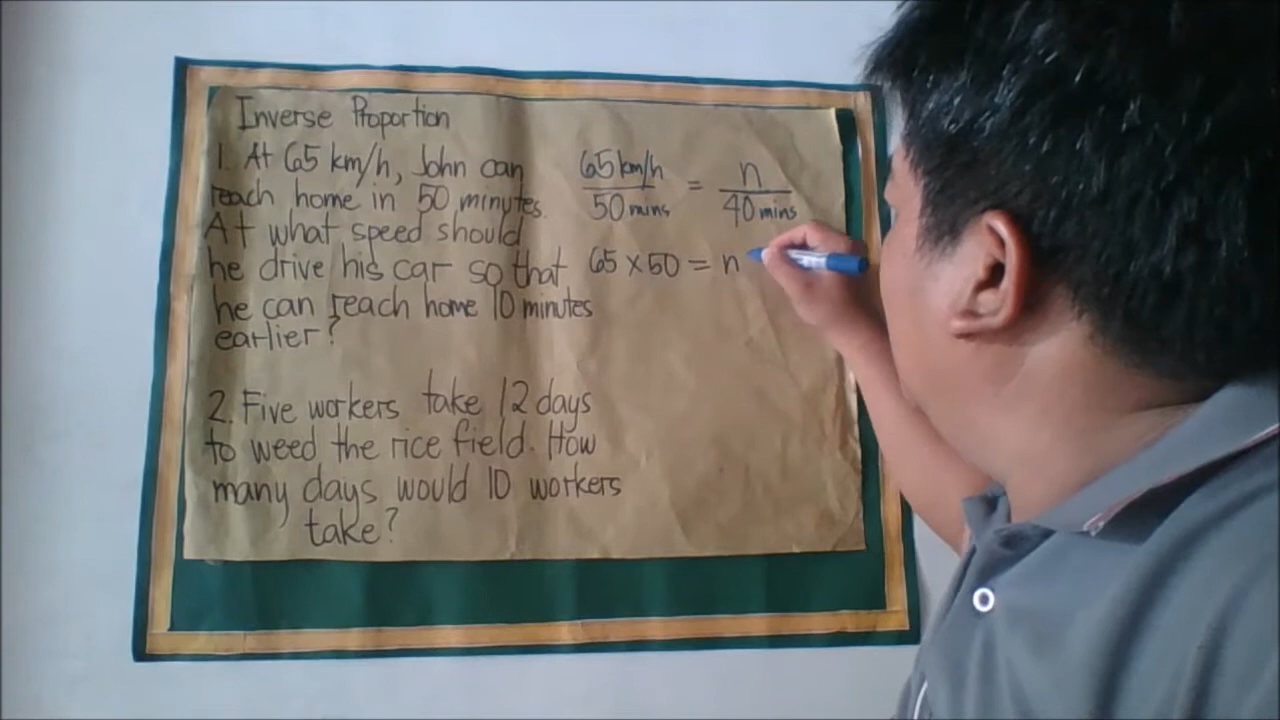 Inverse Proportion
1. At 65 km/h, John can
reach home in 50 minutes.
At what speed should
he drive his car so that
he can reach home 10 minutes
earlier?
65 km/h = n
50 mins 40 mins
65 x 50 = n
2. Five workers take 12 days
to weed the rice field. How
many days would 10 workers
take?